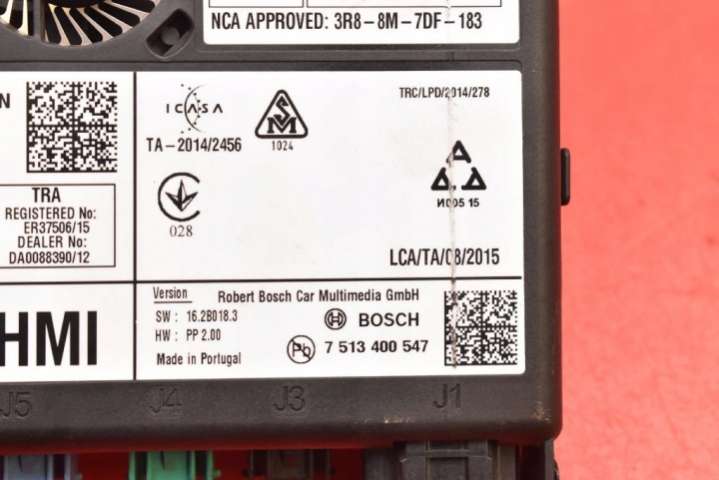 NCA APPROVED: 3R8-8M-7DF-183
N
ICASA
TA-2014/2456
1024
TRC/LPD/2014/278
TRA
REGISTERED No:
ER37506/15
DEALER No:
DA0088390/12
028
И005 15
LCA/TA/08/2015
HMI
Version
Robert Bosch Car Multimedia GmbH
SW: 16.2B018.3
BOSCH
HW: PP 2.00
Pb
7 513 400 547
Made in Portugal
J5
J4
J3
J1